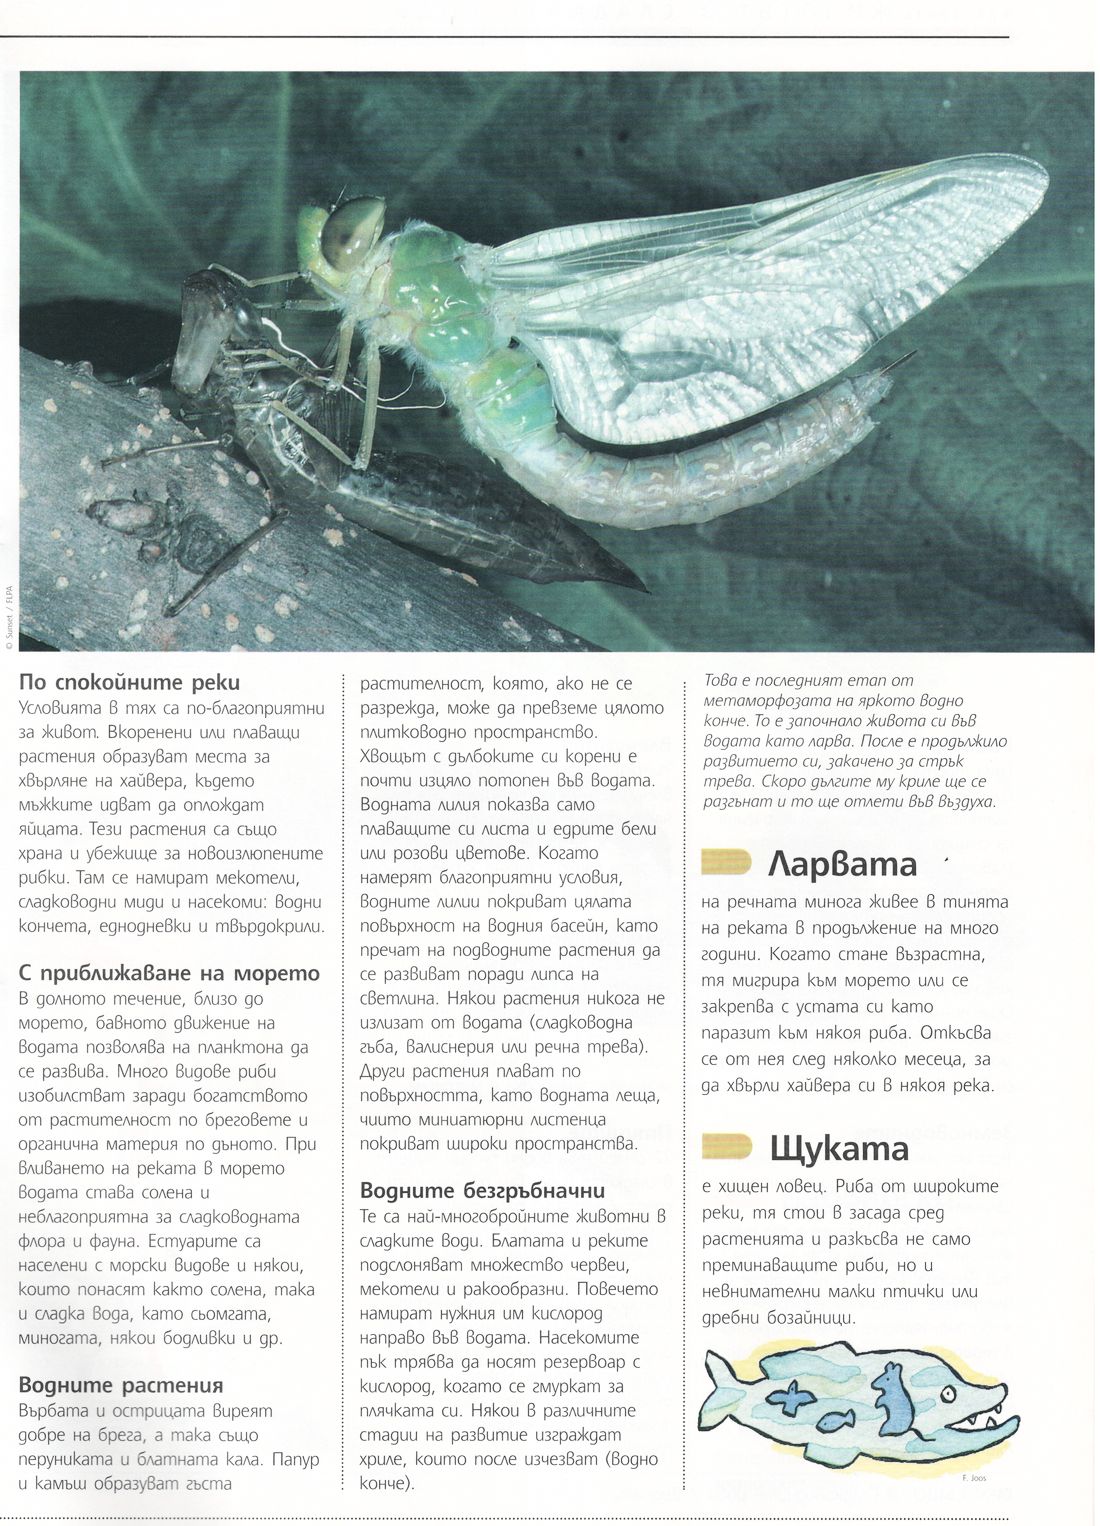 © Sunset / FLPA
По спокойните реки
Условията в тях са по-благоприятни
за живот. Вкоренени или плаващи
растения образуват места за
хвърляне на хайвера, където
мъжките идват да оплождат
яйцата. Тези растения са също
храна и убежище за новоизлюпените
рибки. Там се намират мекотели,
сладководни миди и насекоми: водни
кончета, еднодневки и твърдокрили.
С приближаване на морето
В долното течение, близо до
морето, бавното движение на
водата позволява на планктона да
се развива. Много видове риби
изобилстват заради богатството
от растителност по бреговете и
органична материя по дъното. При
вливането на реката в морето
водата става солена и
неблагоприятна за сладководната
флора и фауна. Естуарите са
населени с морски видове и някои,
които понасят както солена, така
и сладка вода, като сьомгата,
миногата, някои бодливки и др.
Водните растения
Върбата и острицата виреят
добре на брега, а така също
перуниката и блатната кала. Папур
и камъш образуват гъста
растителност, която, ако не се
разрежда, може да превземе цялото
плитководно пространство.
Хвощът с дълбоките си корени е
почти изцяло потопен във водата.
Водната лилия показва само
плаващите си листа и едрите бели
или розови цветове. Когато
намерят благоприятни условия,
водните лилии покриват цялата
повърхност на водния басейн, като
пречат на подводните растения да
се развиват поради липса на
светлина. Някои растения никога не
излизат от водата (сладководна
гъба, валиснерия или речна трева).
Други растения плават по
повърхността, като водната леща,
чиито миниатюрни листенца
покриват широки пространства.
Водните безгръбначни
Те са най-многобройните животни в
сладките води. Блатата и реките
подслоняват множество червеи,
мекотели и ракообразни. Повечето
намират нужния им кислород
направо във водата. Насекомите
пък трябва да носят резервоар с
кислород, когато се гмуркат за
плячката си. Някои в различните
стадии на развитие изграждат
хриле, които после изчезват (водно
конче).
Това е последният етап от
метаморфозата на яркото водно
конче. То е започнало живота си във
водата като ларва. После е продължило
развитието си, закачено за стрък
трева. Скоро дългите му криле ще се
разгънат и то ще отлети във въздуха.
Ларвата
на речната минога живее в тинята
на реката в продължение на много
години. Когато стане възрастна,
тя мигрира към морето или се
закрепва с устата си като
паразит към някоя риба. Откъсва
се от нея след няколко месеца, за
да хвърли хайвера си в някоя река.
Щуката
е хищен ловец. Риба от широките
реки, тя стои в засада сред
растенията и разкъсва не само
преминаващите риби, но и
невнимателни малки птички или
дребни бозайници.
F. Joos